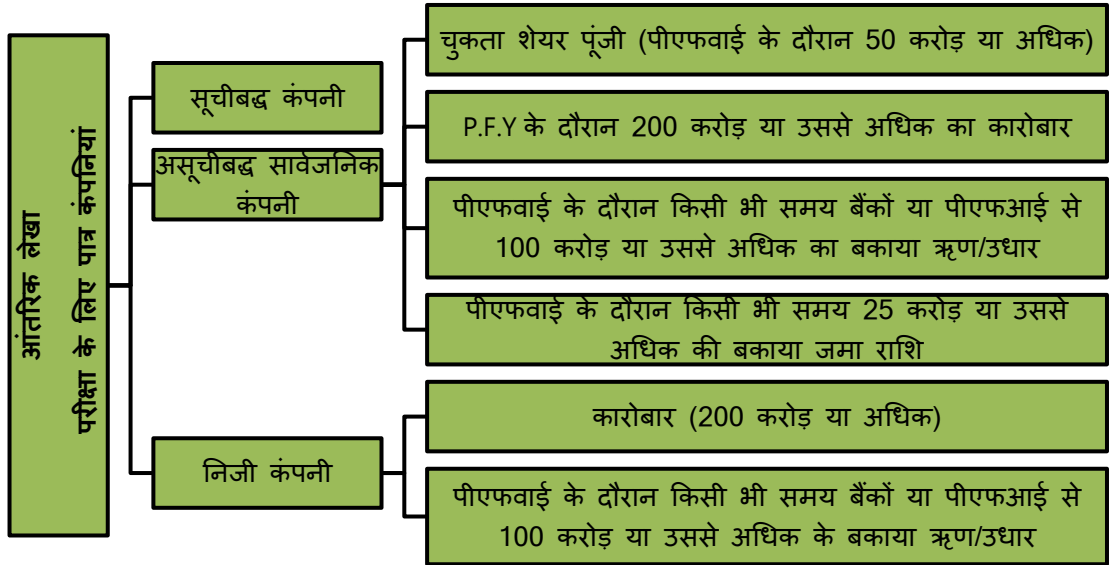 आंतरिक लेखा
परीक्षा के लिए पात्र कंपनियां
सूचीबद्ध कंपनी
असूचीबद्ध सावेजनिक
कंपनी
चुकता शेयर पूंजी (पीएफवाई के दौरान 50 करोड़ या अधिक)
P.F.Y के दौरान 200 करोड़ या उससे अधिक का कारोबार
पीएफवाई के दौरान किसी भी समय बैंकों या पीएफआई से
100 करोड़ या उससे अधिक का बकाया ऋण/उधार
पीएफवाई के दौरान किसी भी समय 25 करोड़ या उससे
अधिक की बकाया जमा राशि
निजी कंपनी
कारोबार (200 करोड़ या अधिक)
पीएफवाई के दौरान किसी भी समय बैंकों या पीएफआई से
100 करोड़ या उससे अधिक के बकाया ऋण/उधार